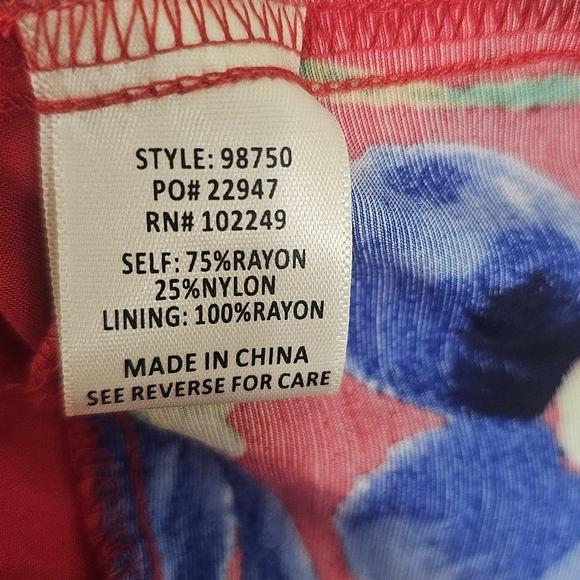 STYLE: 98750
PO# 22947
RN# 102249
SELF: 75%RAYON
25%NYLON
LINING: 100%RAYON
MADE IN CHINA
SEE REVERSE FOR CARE